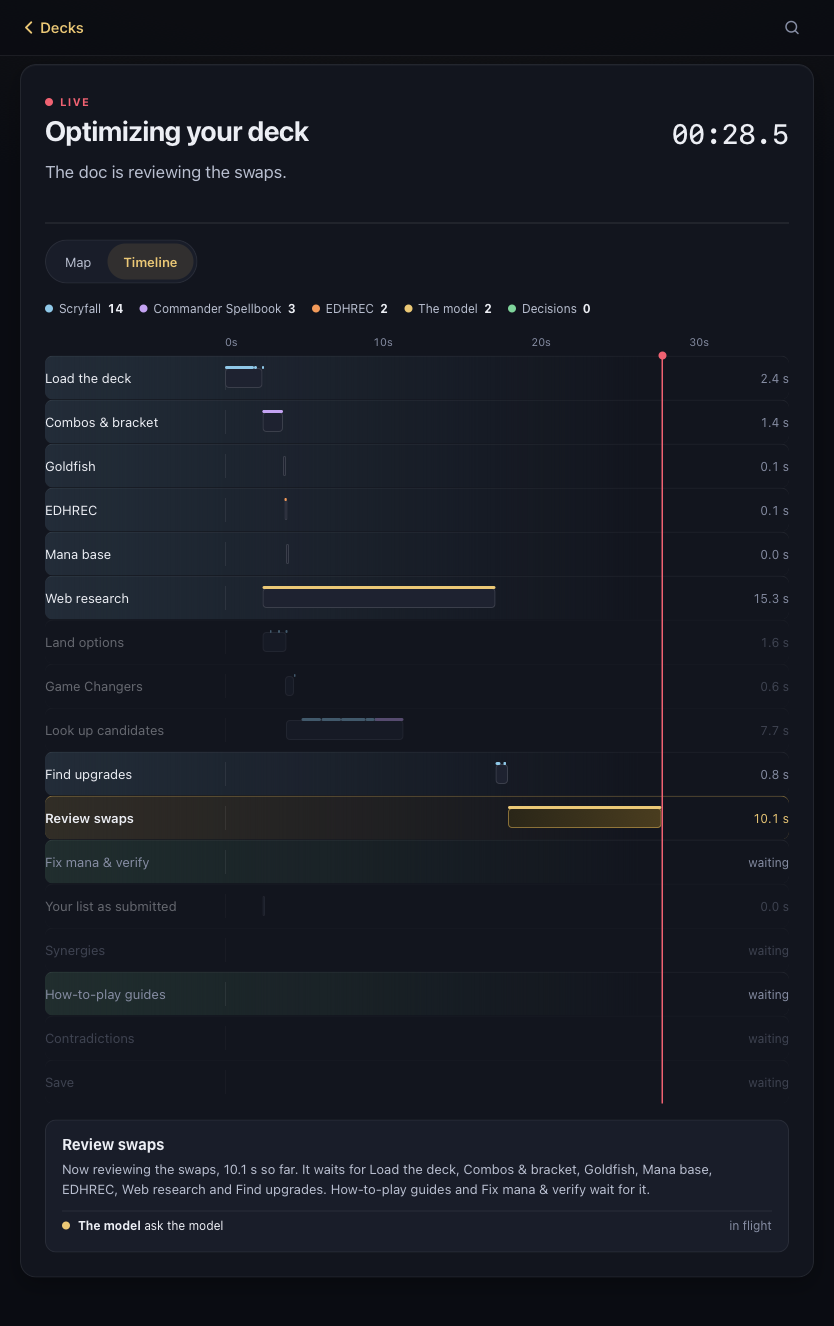 Decks
LIVE
Optimizing your deck
00:28.5
The doc is reviewing the swaps.
Map
Timeline
Scryfall 14
Commander Spellbook 3
EDHREC 2
The model 2
Decisions 0
0s
10s
20s
30s
Load the deck
2.4 s
Combos & bracket
1.4 s
Goldfish
0.1 s
EDHREC
0.1 s
Mana base
0.0 s
Web research
15.3 s
Land options
1.6 s
Game Changers
0.6 s
Look up candidates
7.7 s
Find upgrades
0.8 s
Review swaps
10.1 s
Fix mana & verify
waiting
Your list as submitted
0.0 s
Synergies
waiting
How-to-play guides
waiting
Contradictions
waiting
Save
waiting
Review swaps
Now reviewing the swaps, 10.1 s so far. It waits for Load the deck, Combos & bracket, Goldfish, Mana base,
EDHREC, Web research and Find upgrades. How-to-play guides and Fix mana & verify wait for it.
The model ask the model
in flight